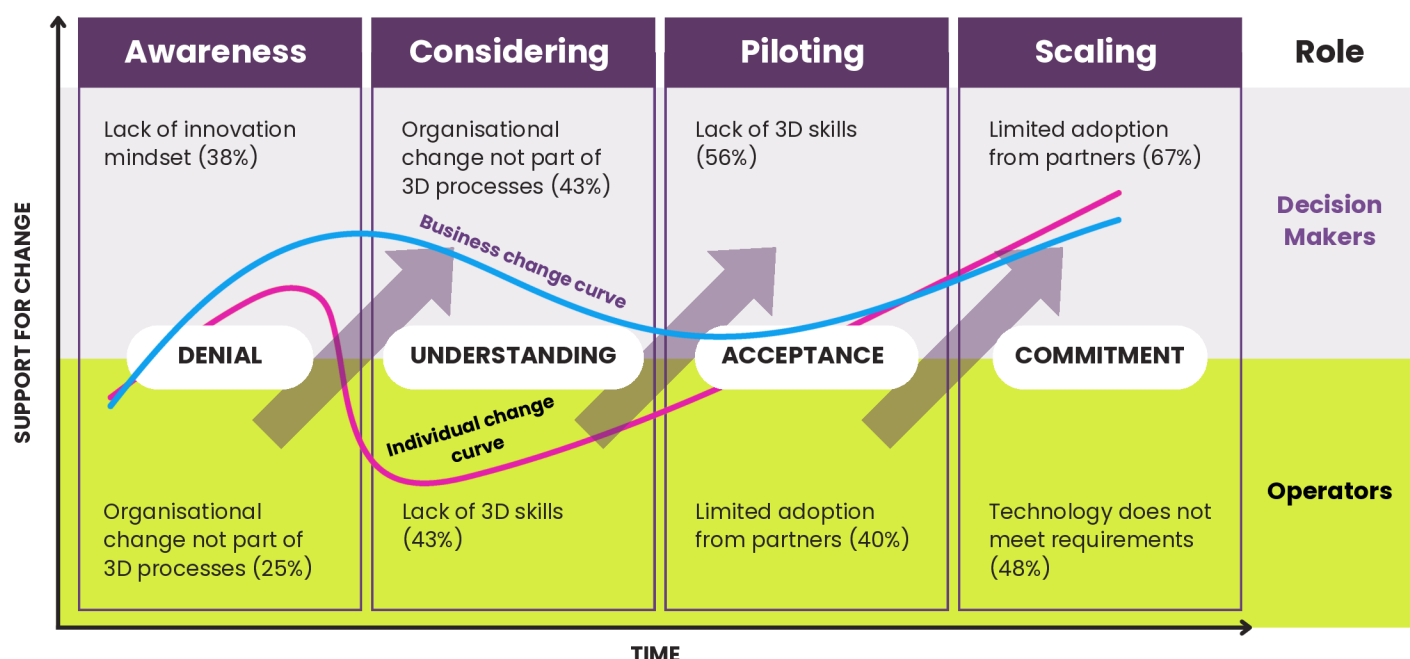 Awareness
Considering
Piloting
Scaling
Role
Lack of innovation
mindset (38%)
Organisational
change not part of
3D processes (43%)
Lack of 3D skills
(56%)
Limited adoption
from partners (67%)
Decision
Makers
SUPPORT FOR CHANGE
Business change curve
DENIAL
UNDERSTANDING
ACCEPTANCE
COMMITMENT
Individual change
curve
Organisational
change not part of
3D processes (25%)
Lack of 3D skills
(43%)
Limited adoption
from partners (40%)
Technology does not
meet requirements
(48%)
Operators
TIME